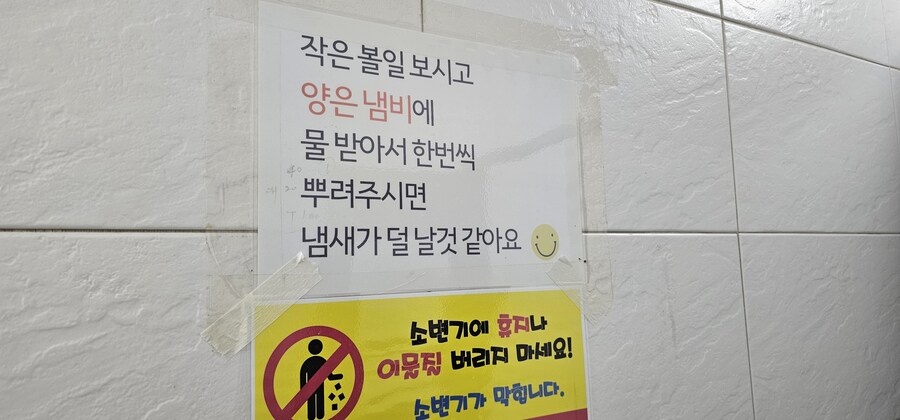 작은 볼일 보시고
양은 냄비에
물 받아서 한번씩
뿌려주시면
냄새가 덜 날것 같아요
소변기에 휴지나
이물질 버리지 마세요!
소변기가 막힙니다.